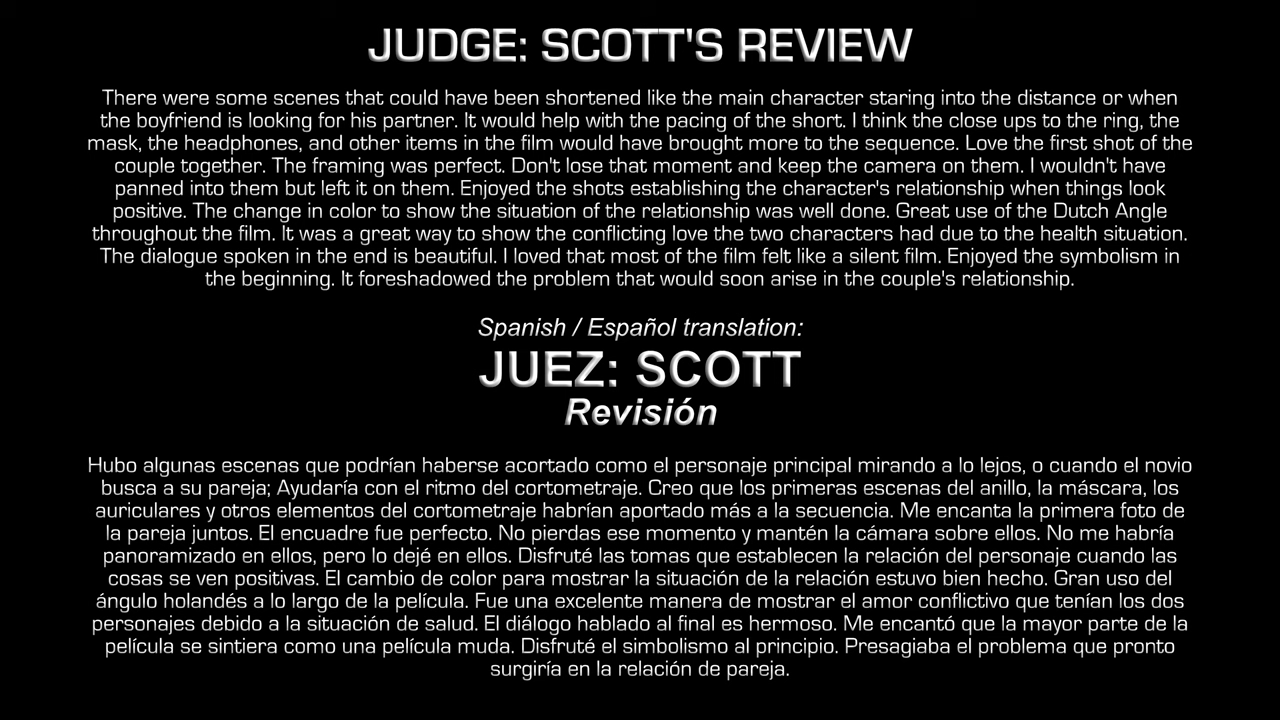 JUDGE: SCOTT'S REVIEW
There were some scenes that could have been shortened like the main character staring into the distance or when
the boyfriend is looking for his partner. It would help with the pacing of the short. I think the close ups to the ring, the
mask, the headphones, and other items in the film would have brought more to the sequence. Love the first shot of the
couple together. The framing was perfect. Don't lose that moment and keep the camera on them. I wouldn't have
panned into them but left it on them. Enjoyed the shots establishing the character's relationship when things look
positive. The change in color to show the situation of the relationship was well done. Great use of the Dutch Angle
throughout the film. It was a great way to show the conflicting love the two characters had due to the health situation.
The dialogue spoken in the end is beautiful. I loved that most of the film felt like a silent film. Enjoyed the symbolism in
the beginning. It foreshadowed the problem that would soon arise in the couple's relationship.
Spanish / Español translation:
JUEZ: SCOTT
Revisión
Hubo algunas escenas que podrían haberse acortado como el personaje principal mirando a lo lejos, o cuando el novio
busca a su pareja; Ayudaría con el ritmo del cortometraje. Creo que los primeras escenas del anillo, la máscara, los
auriculares y otros elementos del cortometraje habrían aportado más a la secuencia. Me encanta la primera foto de
la pareja juntos. El encuadre fue perfecto. No pierdas ese momento y mantén la cámara sobre ellos. No me habría
panoramizado en ellos, pero lo dejé en ellos. Disfruté las tomas que establecen la relación del personaje cuando las
cosas se ven positivas. El cambio de color para mostrar la situación de la relación estuvo bien hecho. Gran uso del
ángulo holandés a lo largo de la película. Fue una excelente manera de mostrar el amor conflictivo que tenían los dos
personajes debido a la situación de salud. El diálogo hablado al final es hermoso. Me encantó que la mayor parte de la
película se sintiera como una película muda. Disfruté el simbolismo al principio. Presagiaba el problema que pronto
surgiría en la relación de pareja.